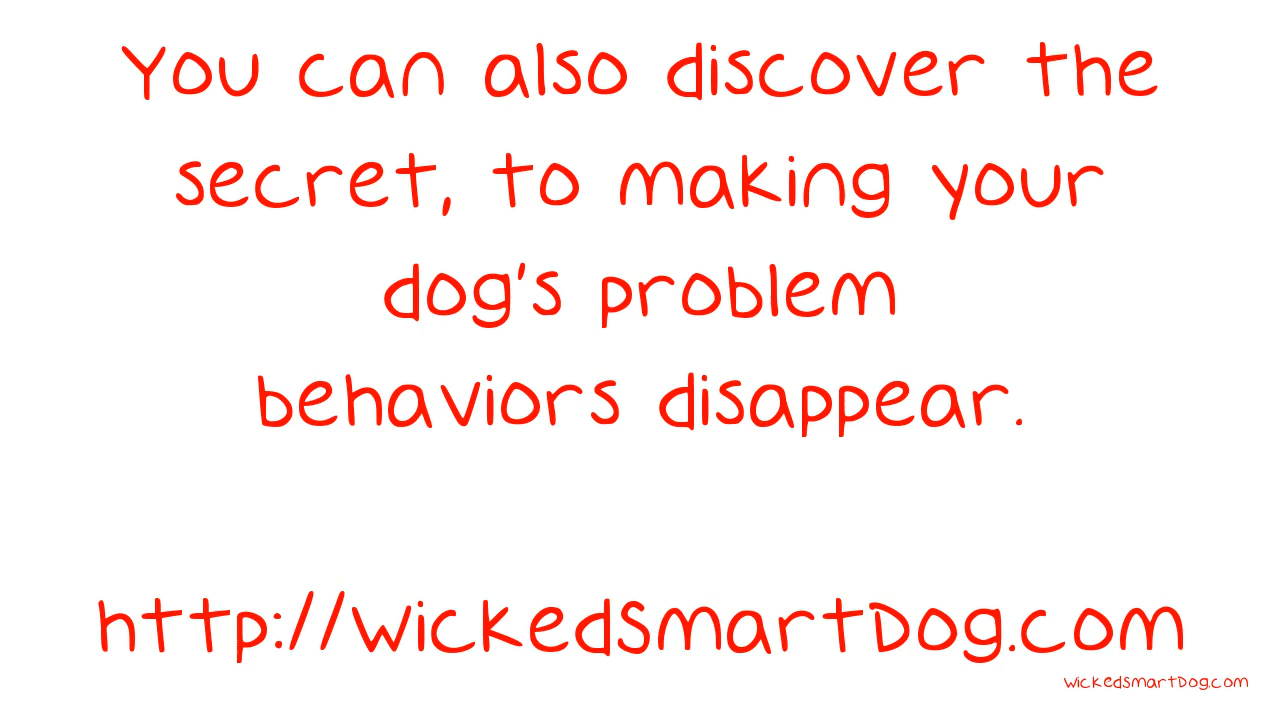 You can also discover the
secret, to making your
dog's problem
behaviors disappear.
http://WickedSmartDog.com
WickedSmartDog.com